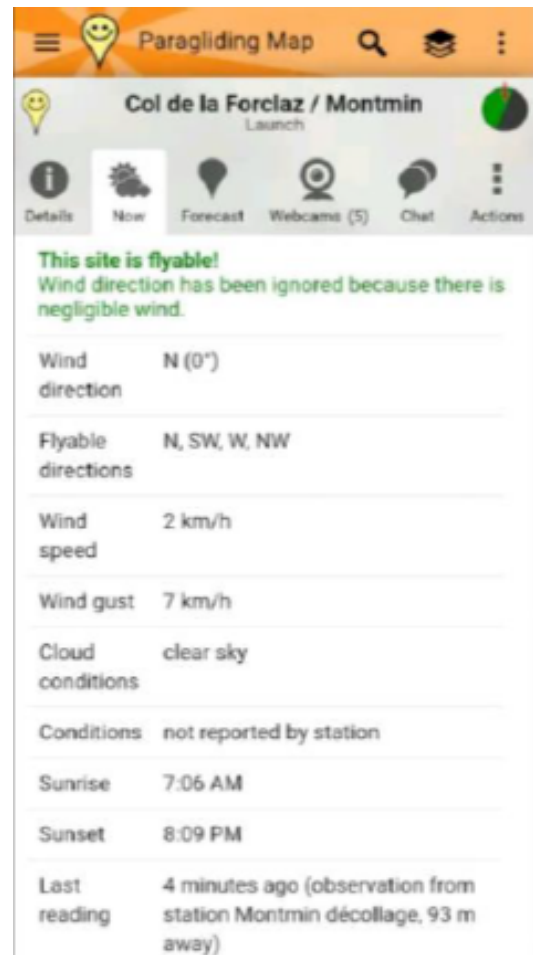 Paragliding Map
Col de la Forclaz / Montmin
Launch
Details Now Forecast Webcams (5) Chat Actions
This site is flyable!
Wind direction has been ignored because there is
negligible wind.
Wind N (0°)
direction
Flyable N, SW, W, NW
directions
Wind 2 km/h
speed
Wind gust 7 km/h
Cloud clear sky
conditions
Conditions not reported by station
Sunrise 7:06 AM
Sunset 8:09 PM
Last 4 minutes ago (observation from
reading station Montmin décollage, 93 m
away)